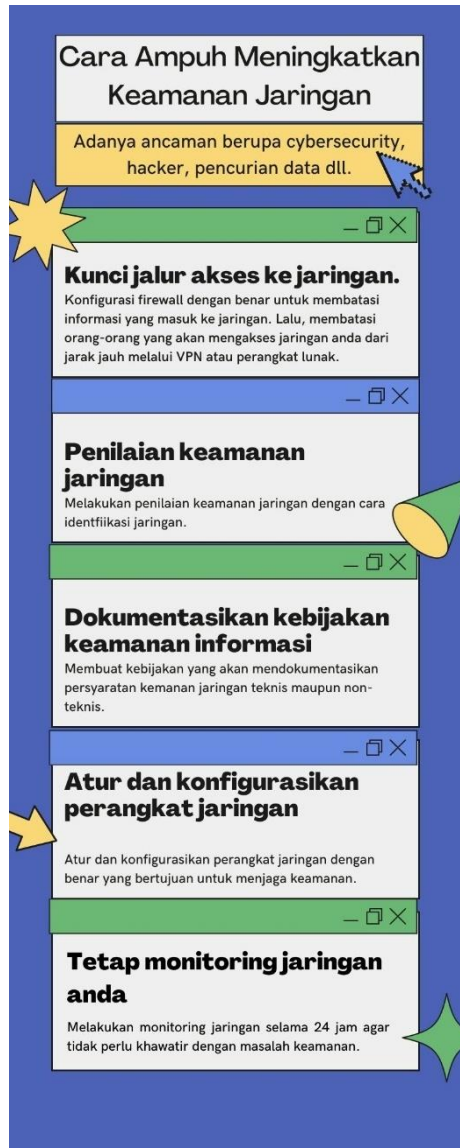 Cara Ampuh Meningkatkan
Keamanan Jaringan
Adanya ancaman berupa cybersecurity,
hacker, pencurian data dll.
Kunci jalur akses ke jaringan.
Konfigurasi firewall dengan benar untuk membatasi
informasi yang masuk ke jaringan. Lalu, membatasi
orang-orang yang akan mengakses jaringan anda dari
jarak jauh melalui VPN atau perangkat lunak.
Penilaian keamanan
jaringan
Melakukan penilaian keamanan jaringan dengan cara
identfiikasi jaringan.
Dokumentasikan kebijakan
keamanan informasi
Membuat kebijakan yang akan mendokumentasikan
persyaratan kemanan jaringan teknis maupun non-
teknis.
Atur dan konfigurasikan
perangkat jaringan
Atur dan konfigurasikan perangkat jaringan dengan
benar yang bertujuan untuk menjaga keamanan.
Tetap monitoring jaringan
anda
Melakukan monitoring jaringan selama 24 jam agar
tidak perlu khawatir dengan masalah keamanan.